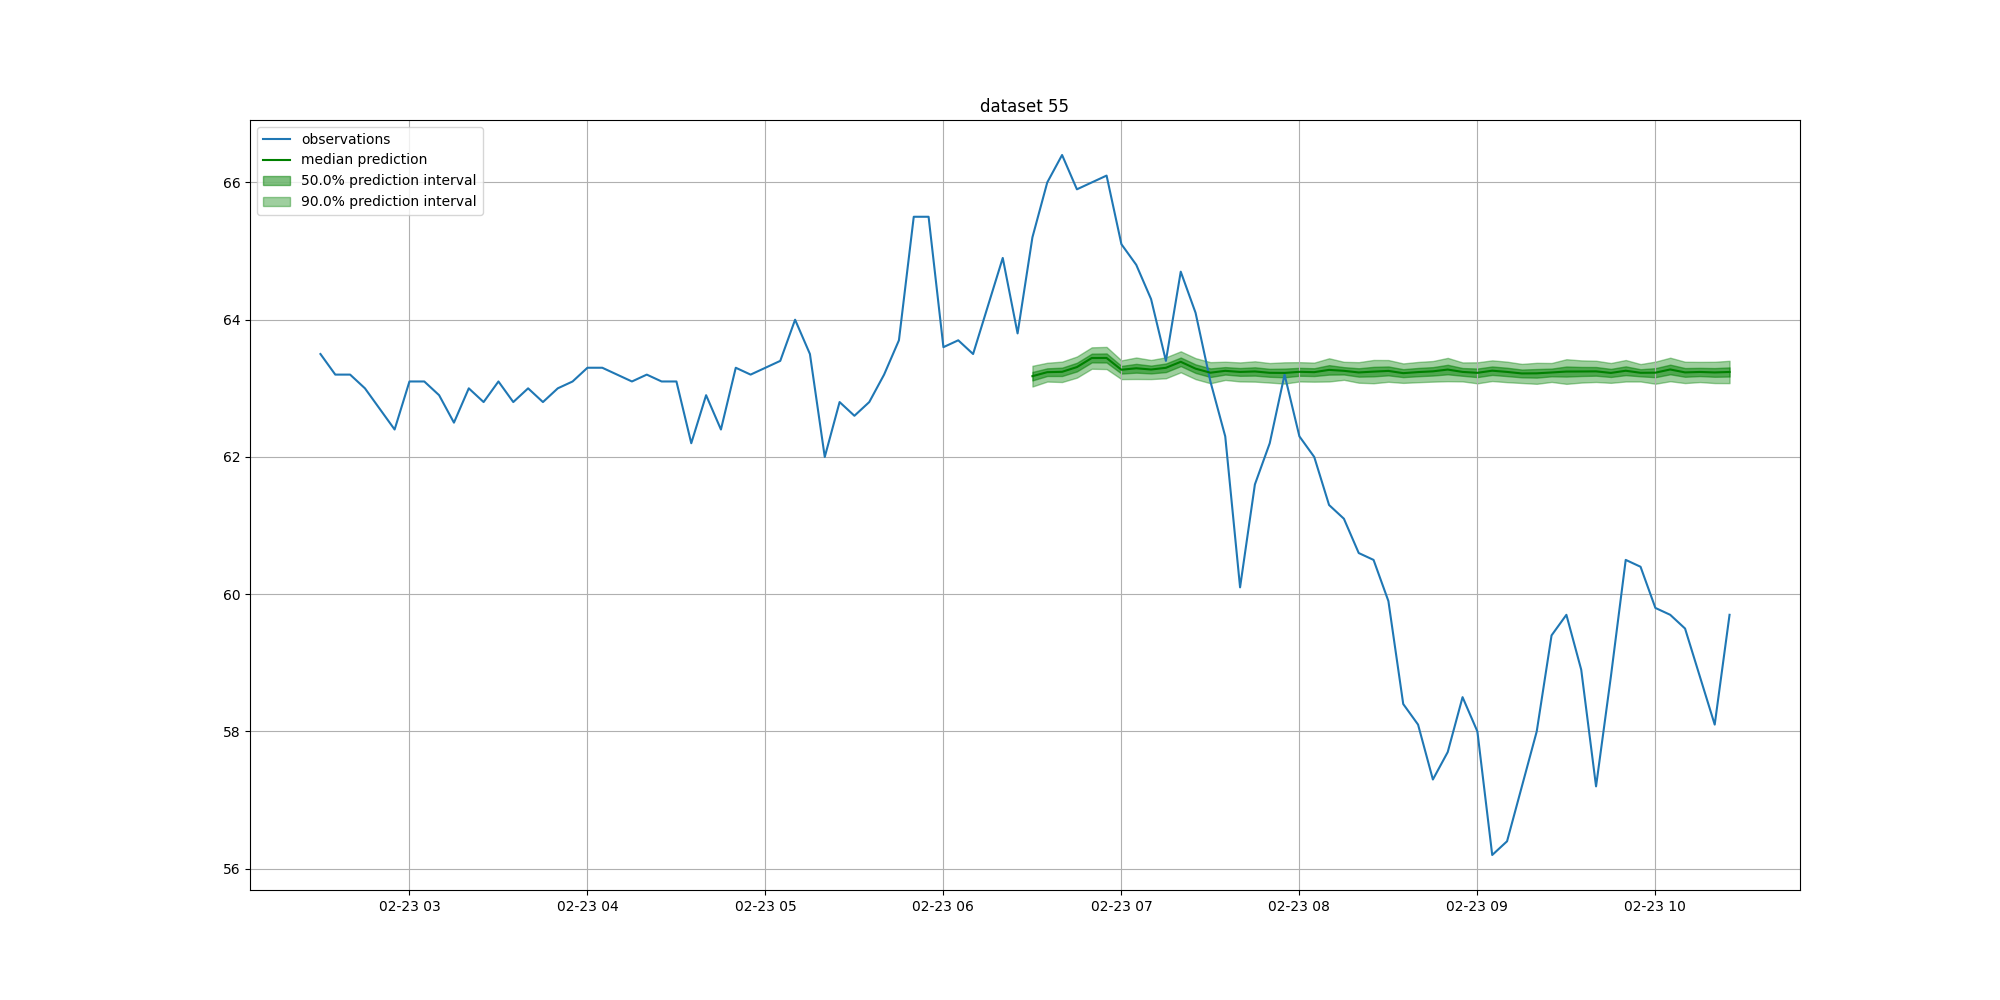 dataset 55
observations
median prediction
50.0% prediction interval
90.0% prediction interval
66
64
62
60
58
56
02-23 03
02-23 04
02-23 05
02-23 06
02-23 07
02-23 08
02-23 09
02-23 10